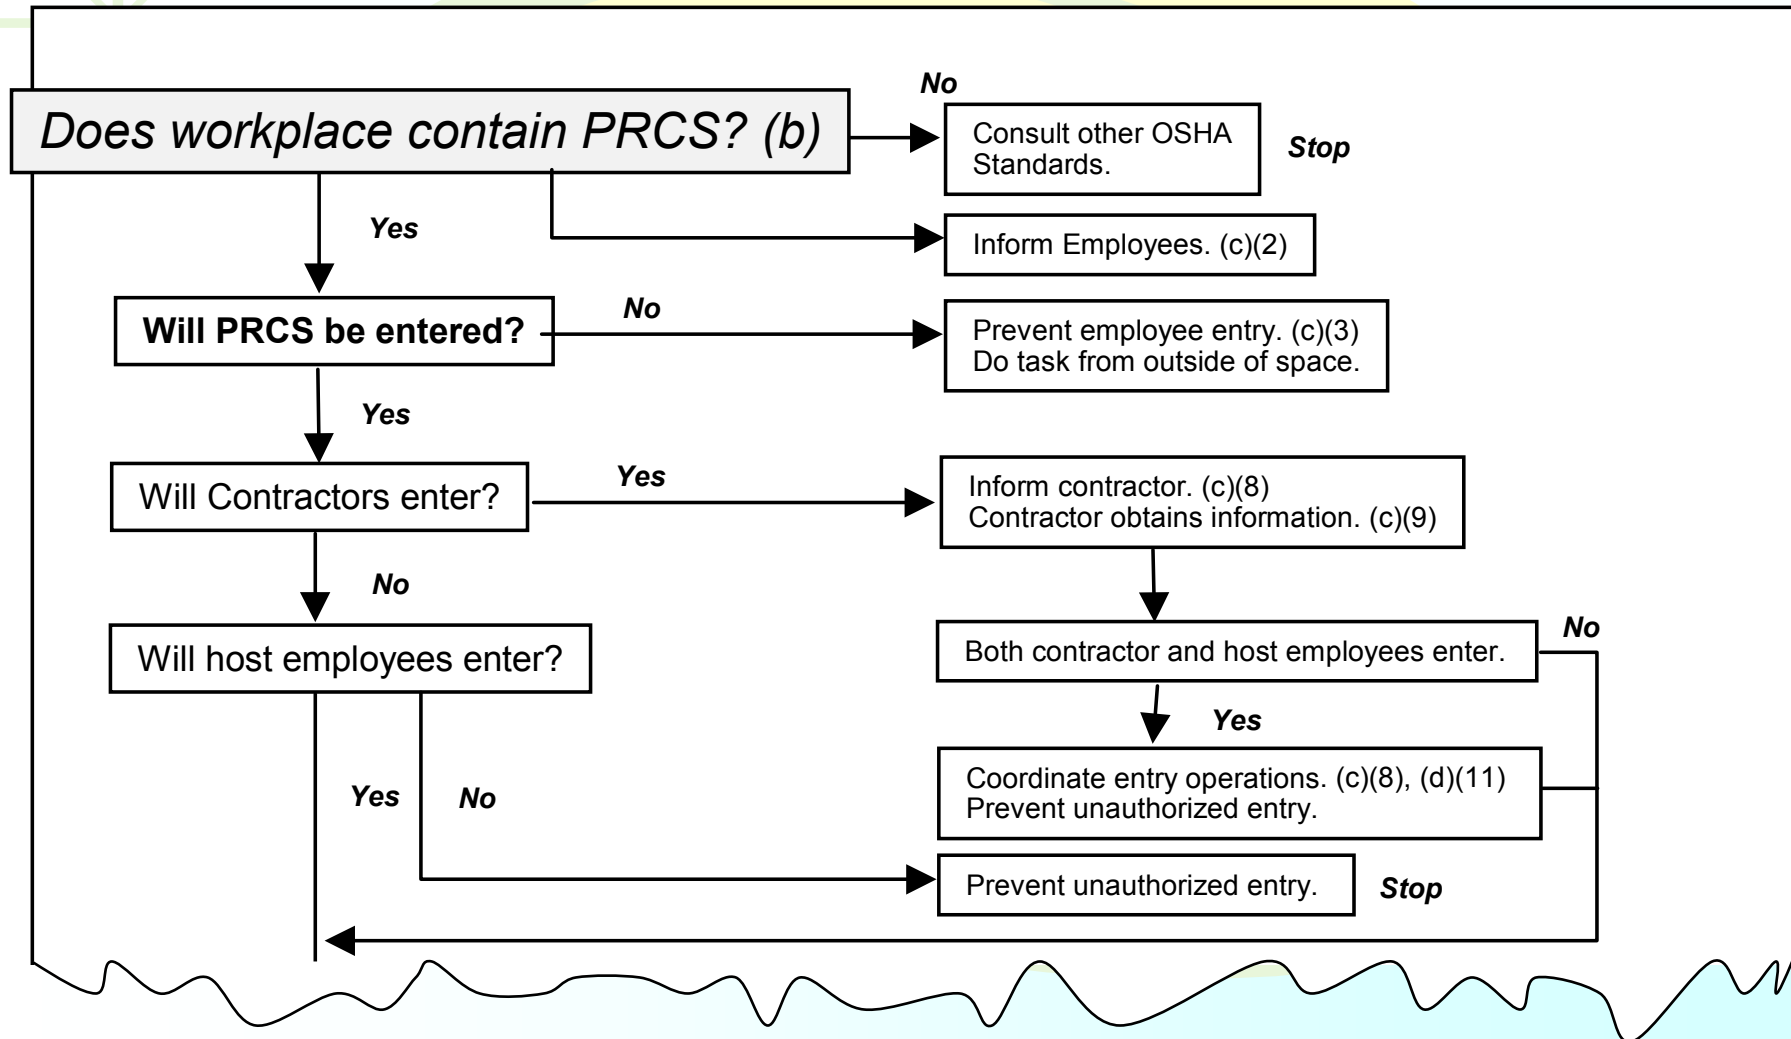 No
Does workplace contain PRCS? (b)
Consult other OSHA
Standards.
Stop
Yes
Inform Employees. (c)(2)
No
Will PRCS be entered?
Prevent employee entry. (c)(3)
Do task from outside of space.
Yes
Will Contractors enter?
Yes
Inform contractor. (c)(8)
Contractor obtains information. (c)(9)
No
Will host employees enter?
Both contractor and host employees enter.
No
Yes
Coordinate entry operations. (c)(8), (d)(11)
Prevent unauthorized entry.
Yes
No
Prevent unauthorized entry.
Stop